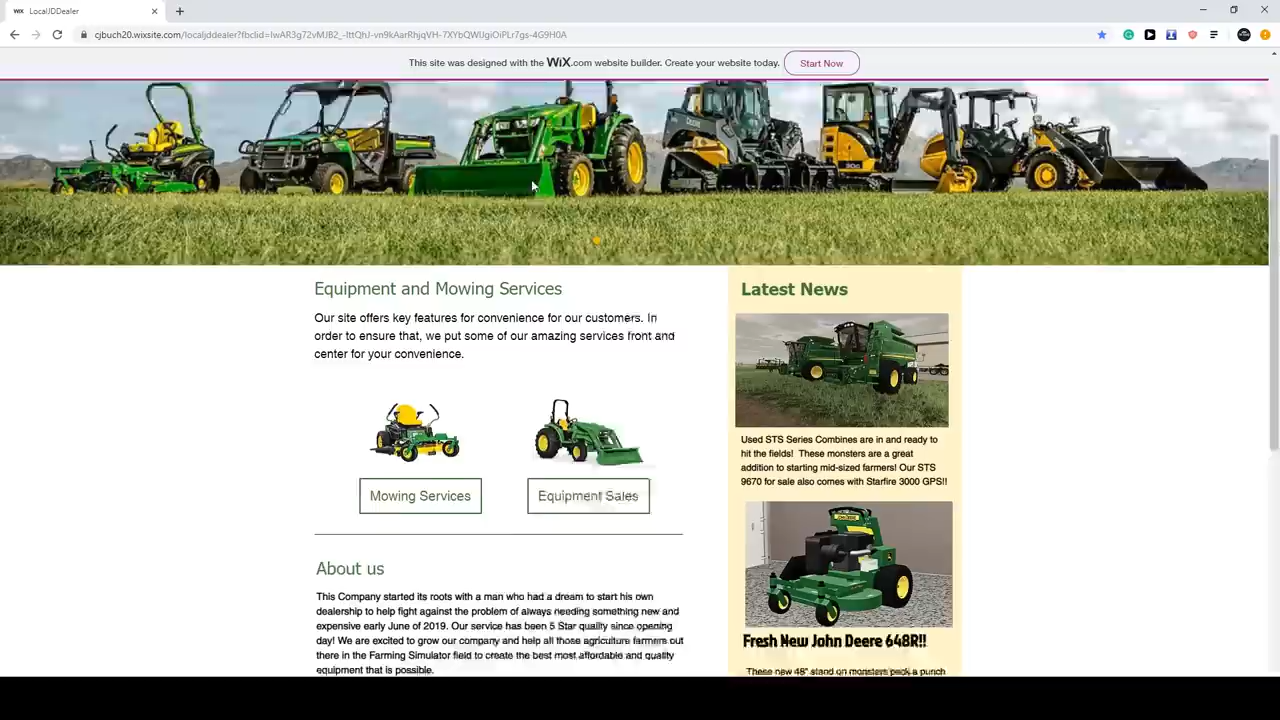 WIX LocalJDDealer
cjbuch20.wixsite.com/localjddealer?fbclid=IwAR3g72vMJB2_-IttQhJ-vn9kAarRhjqVH-7XYbQWUgiOiPLr7gs-4G9H0A
This site was designed with the WiX.com website builder. Create your website today. Start Now
Equipment and Mowing Services
Our site offers key features for convenience for our customers. In
order to ensure that, we put some of our amazing services front and
center for your convenience.
Mowing Services
Equipment Sales
About us
This Company started its roots with a man who had a dream to start his own
dealership to help fight against the problem of always needing something new and
expensive early June of 2019. Our service has been 5 Star quality since opening
day! We are excited to grow our company and help all those agriculture farmers out
there in the Farming Simulator field to create the best most affordable and quality
equipment that is possible.
Latest News
Used STS Series Combines are in and ready to
hit the fields! These monsters are a great
addition to starting mid-sized farmers! Our STS
9670 for sale also comes with Starfire 3000 GPS!!
Fresh New John Deere 648R!!
These new 48" stand on monsters pack a punch